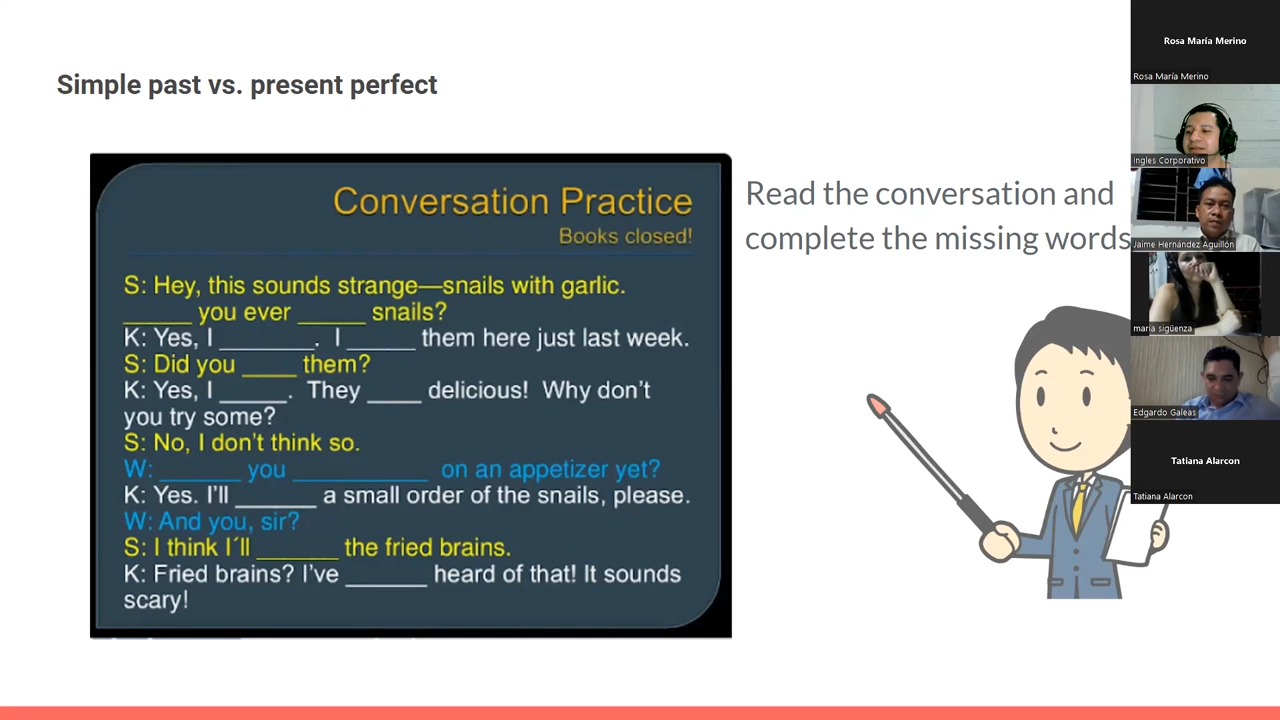 Simple past vs. present perfect
Conversation Practice
Books closed!
S: Hey, this sounds strange—snails with garlic.
_____ you ever _____ snails?
K: Yes, I _______. I _____ them here just last week.
S: Did you ____ them?
K: Yes, I _____. They ____ delicious! Why don't
you try some?
S: No, I don't think so.
W: ______ you __________ on an appetizer yet?
K: Yes. I'll ______ a small order of the snails, please.
W: And you, sir?
S: I think I´ll ______ the fried brains.
K: Fried brains? I've ______ heard of that! It sounds
scary!
Read the conversation and
complete the missing words
Rosa María Merino
Rosa María Merino
Ingles Corporativo
Jaime Hernández Aguillón
maria sigüenza
Edgardo Galeas
Tatiana Alarcon
Tatiana Alarcon